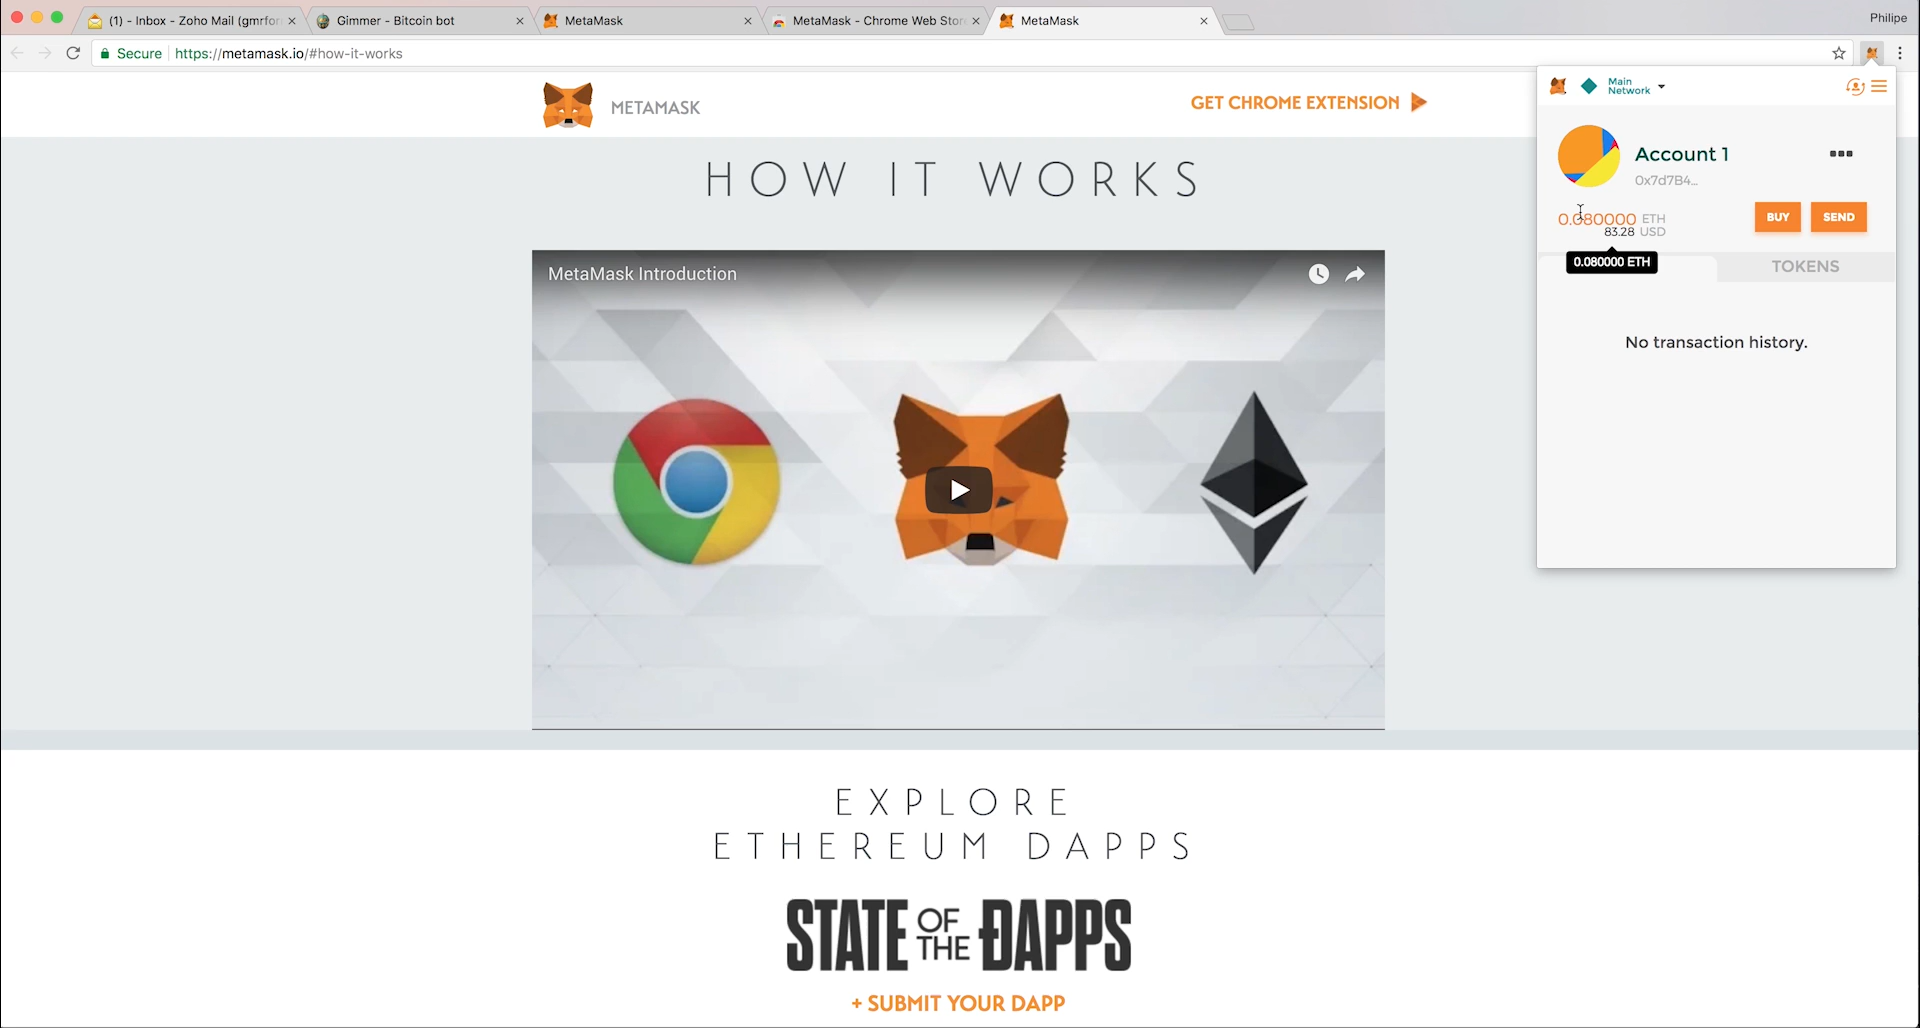 (1) - Inbox - Zoho Mail (gmrfor
Gimmer - Bitcoin bot
MetaMask
MetaMask - Chrome Web Stor
MetaMask
Philipe
Secure
https://metamask.io/#how-it-works
METAMASK
GET CHROME EXTENSION
HOW IT WORKS
MetaMask Introduction
EXPLORE
ETHEREUM DAPPS
STATE OF THE ĐAPPS
+ SUBMIT YOUR DAPP
Main
Network
Account 1
0x7d7B4...
0.080000 ETH
83.28 USD
BUY
SEND
0.080000 ETH
TOKENS
No transaction history.